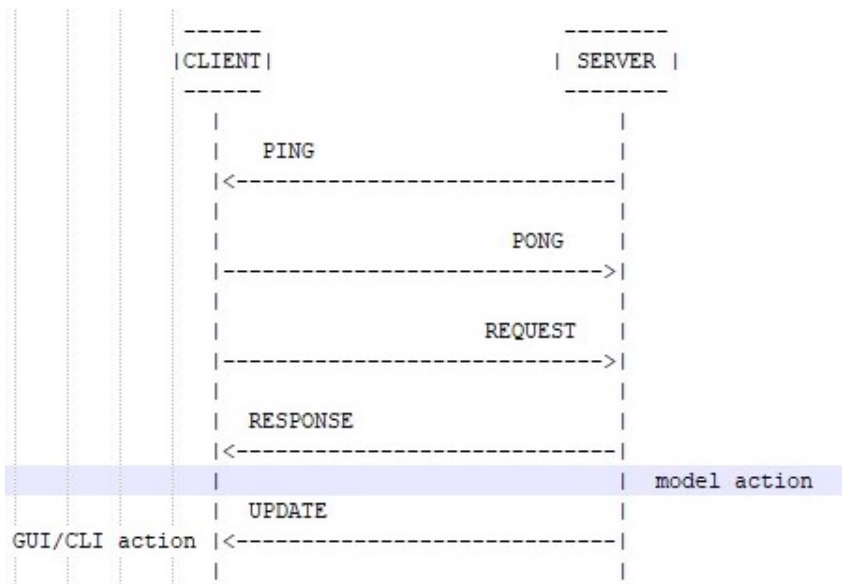 ------ --------
|CLIENT| | SERVER |
------ --------
| |
| PING |
|<-----------------------------|
| |
| PONG |
|----------------------------->|
| |
| REQUEST |
|----------------------------->|
| |
| RESPONSE |
|<-----------------------------|
| | model action
| UPDATE |
GUI/CLI action |<-----------------------------|
| |